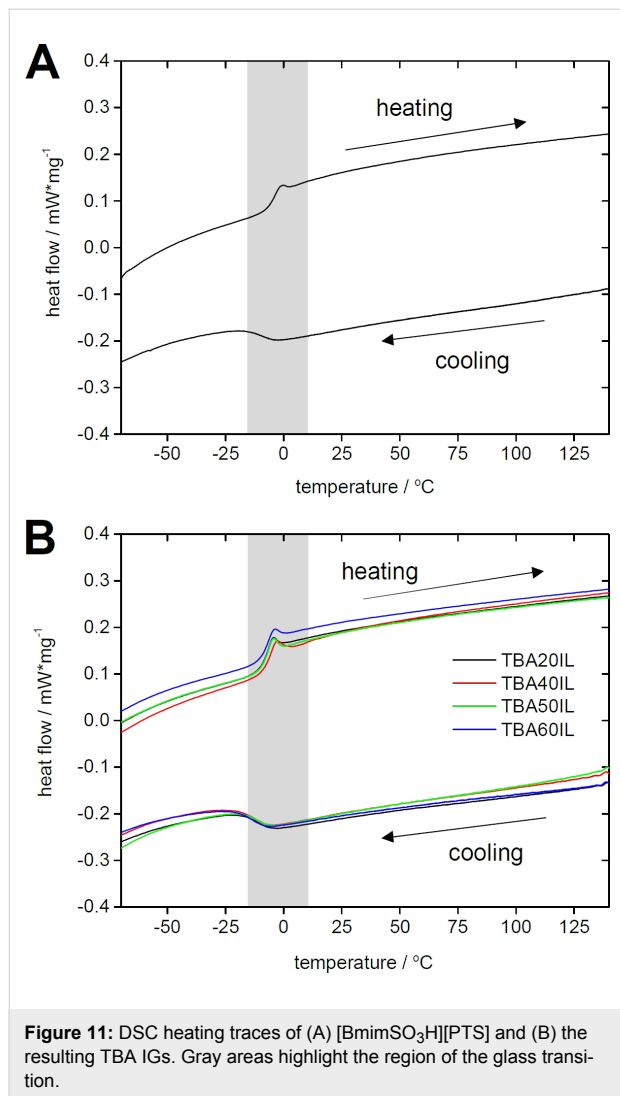 A
0.4
0.3
0.2
0.1
0.0
-0.1
-0.2
-0.3
-0.4
heat flow / mW*mg⁻¹
heating
cooling
-50 -25 0 25 50 75 100 125
temperature / °C
B
0.4
0.3
0.2
0.1
0.0
-0.1
-0.2
-0.3
-0.4
heat flow / mW*mg⁻¹
heating
TBA20IL
TBA40IL
TBA50IL
TBA60IL
cooling
-50 -25 0 25 50 75 100 125
temperature / °C
Figure 11: DSC heating traces of (A) [BmimSO₃H][PTS] and (B) the
resulting TBA IGs. Gray areas highlight the region of the glass transi-
tion.